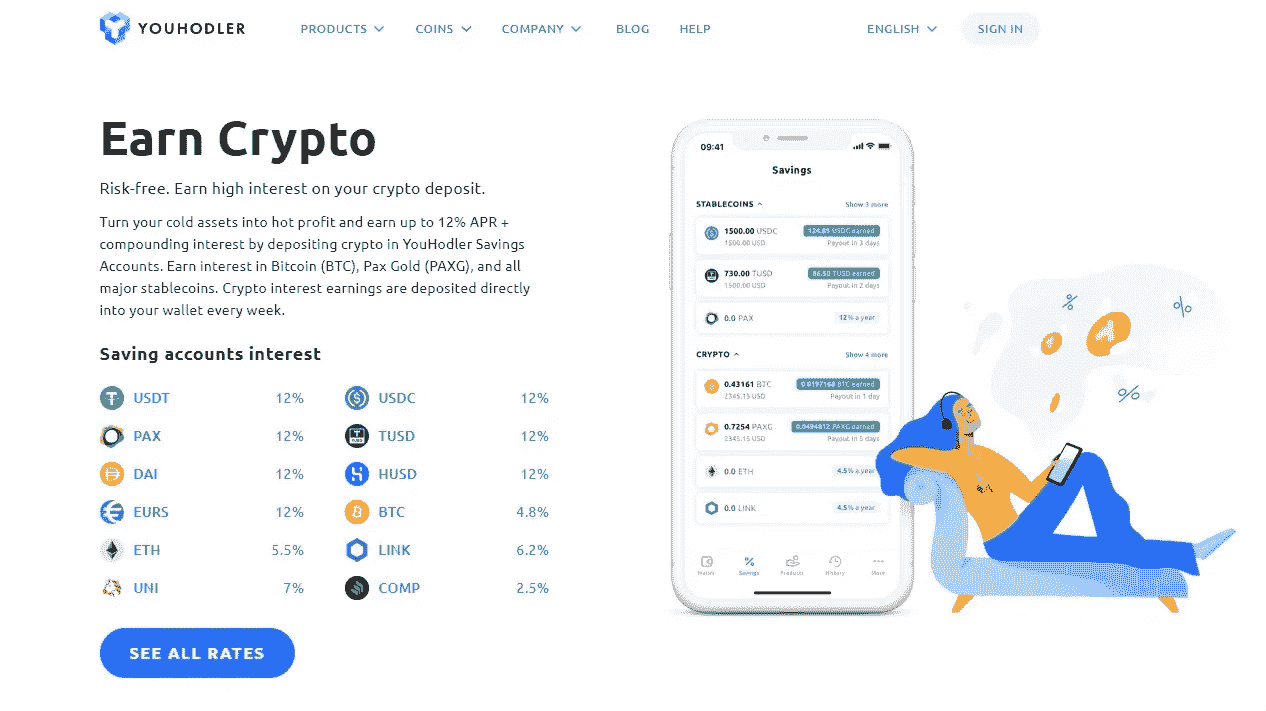 YOUHODLER
PRODUCTS
COINS
COMPANY
BLOG
HELP
ENGLISH
SIGN IN
Earn Crypto
Risk-free. Earn high interest on your crypto deposit.
Turn your cold assets into hot profit and earn up to 12% APR +
compounding interest by depositing crypto in YouHodler Savings
Accounts. Earn interest in Bitcoin (BTC), Pax Gold (PAXG), and all
major stablecoins. Crypto interest earnings are deposited directly
into your wallet every week.
Saving accounts interest
USDT 12% USDC 12%
PAX 12% TUSD 12%
DAI 12% HUSD 12%
EURS 12% BTC 4.8%
ETH 5.5% LINK 6.2%
UNI 7% COMP 2.5%
SEE ALL RATES
09:41
Savings
STABLECOINS Show 3 more
1500.00 USDC 124.85 USDC earned
1500.00 USD Payout in 3 days
730.00 TUSD 86.50 TUSD earned
1500.00 USD Payout in 2 days
0.0 PAX 12% a year
CRYPTO Show 4 more
0.43161 BTC 0.0197168 BTC earned
2345.15 USD Payout in 1 day
0.7254 PAXG 0.0494812 PAXG earned
2345.15 USD Payout in 5 days
0.0 ETH 4.5% a year
0.0 LINK 4.5% a year
Wallets Savings Products History More
% % %